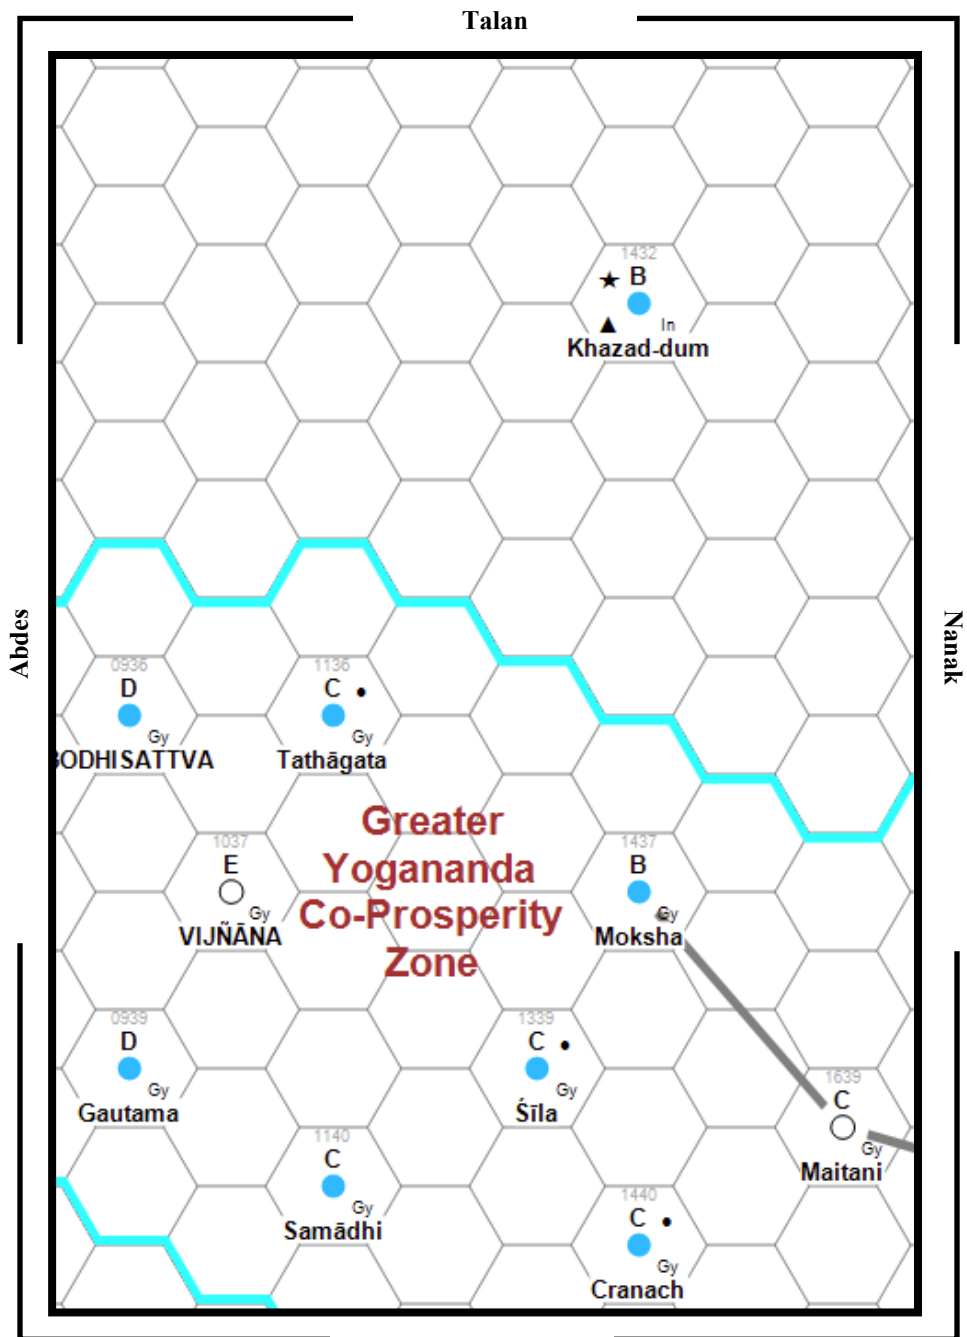 Talan
1432
B
In
Khazad-dum
Abdes
Nanak
0936
D
Gy
BODHISATTVA
1136
C
Gy
Tathāgata
Greater
Yogananda
Co-Prosperity
Zone
1037
E
Gy
VIJÑĀNA
1437
B
Gy
Moksha
0939
D
Gy
Gautama
1339
C
Gy
Śīla
1639
C
Gy
Maitani
1140
C
Gy
Samādhi
1440
C
Gy
Cranach